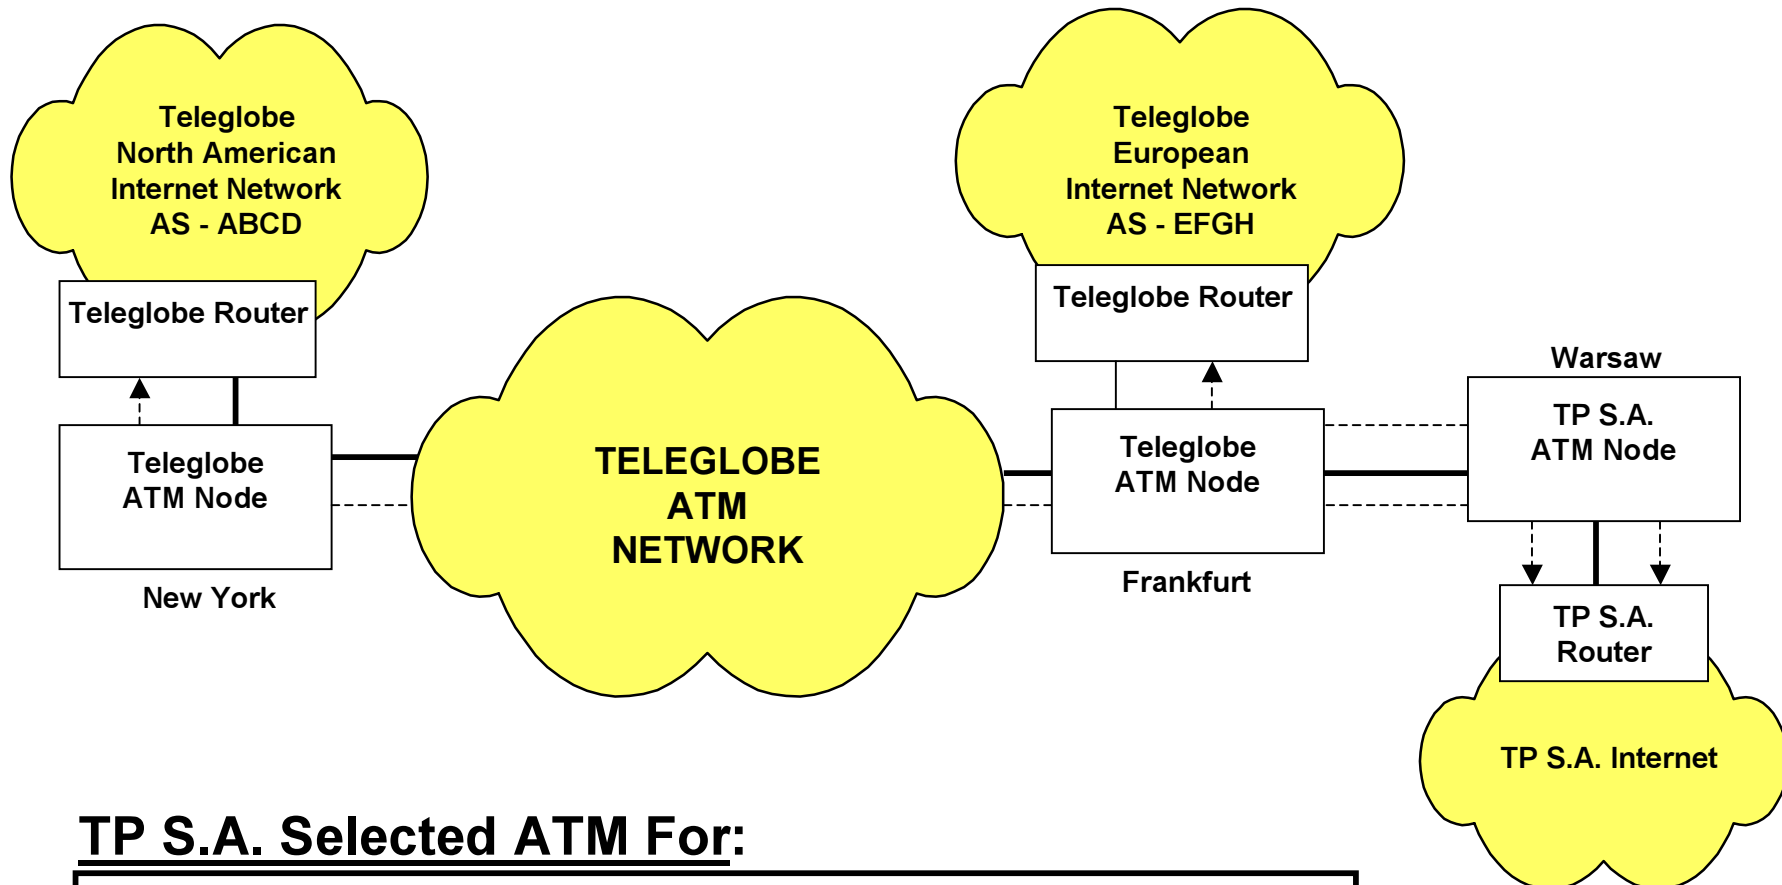 Teleglobe
North American
Internet Network
AS - ABCD
Teleglobe
European
Internet Network
AS - EFGH
Teleglobe Router
Teleglobe Router
Warsaw
TP S.A.
ATM Node
Teleglobe
ATM Node
TELEGLOBE
ATM
NETWORK
Teleglobe
ATM Node
New York
Frankfurt
TP S.A.
Router
TP S.A. Internet
TP S.A. Selected ATM For: